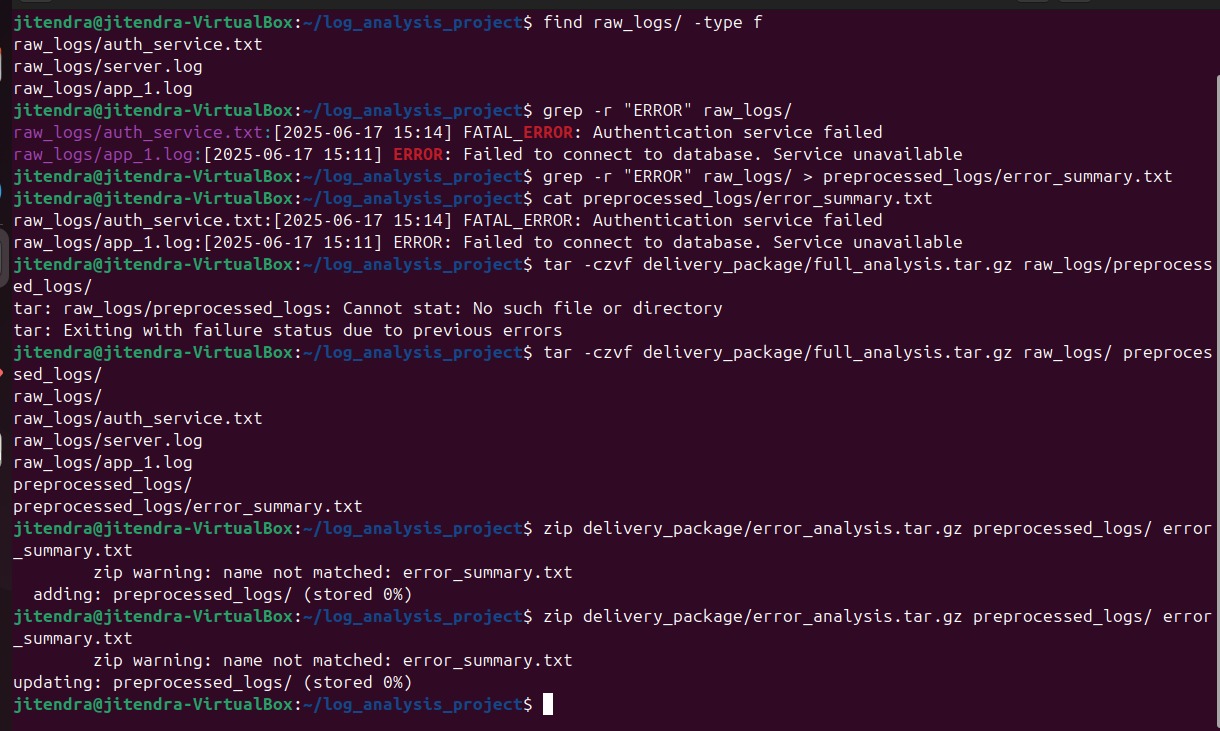 jitendra@jitendra-VirtualBox:~/log_analysis_project$ find raw_logs/ -type f
raw_logs/auth_service.txt
raw_logs/server.log
raw_logs/app_1.log
jitendra@jitendra-VirtualBox:~/log_analysis_project$ grep -r "ERROR" raw_logs/
raw_logs/auth_service.txt:[2025-06-17 15:14] FATAL_ERROR: Authentication service failed
raw_logs/app_1.log:[2025-06-17 15:11] ERROR: Failed to connect to database. Service unavailable
jitendra@jitendra-VirtualBox:~/log_analysis_project$ grep -r "ERROR" raw_logs/ > preprocessed_logs/error_summary.txt
jitendra@jitendra-VirtualBox:~/log_analysis_project$ cat preprocessed_logs/error_summary.txt
raw_logs/auth_service.txt:[2025-06-17 15:14] FATAL_ERROR: Authentication service failed
raw_logs/app_1.log:[2025-06-17 15:11] ERROR: Failed to connect to database. Service unavailable
jitendra@jitendra-VirtualBox:~/log_analysis_project$ tar -czvf delivery_package/full_analysis.tar.gz raw_logs/preprocess
ed_logs/
tar: raw_logs/preprocessed_logs: Cannot stat: No such file or directory
tar: Exiting with failure status due to previous errors
jitendra@jitendra-VirtualBox:~/log_analysis_project$ tar -czvf delivery_package/full_analysis.tar.gz raw_logs/ preproces
sed_logs/
raw_logs/
raw_logs/auth_service.txt
raw_logs/server.log
raw_logs/app_1.log
preprocessed_logs/
preprocessed_logs/error_summary.txt
jitendra@jitendra-VirtualBox:~/log_analysis_project$ zip delivery_package/error_analysis.tar.gz preprocessed_logs/ error
_summary.txt
        zip warning: name not matched: error_summary.txt
  adding: preprocessed_logs/ (stored 0%)
jitendra@jitendra-VirtualBox:~/log_analysis_project$ zip delivery_package/error_analysis.tar.gz preprocessed_logs/ error
_summary.txt
        zip warning: name not matched: error_summary.txt
updating: preprocessed_logs/ (stored 0%)
jitendra@jitendra-VirtualBox:~/log_analysis_project$